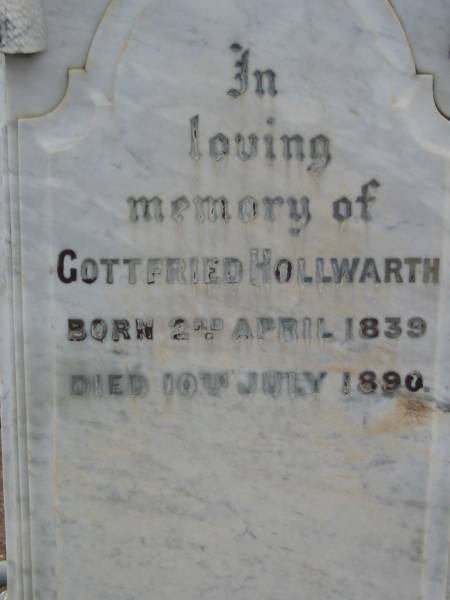 In
loving
memory of
GOTTFRIED HOLLWARTH
BORN 2ND APRIL 1839
DIED 10TH JULY 1890.